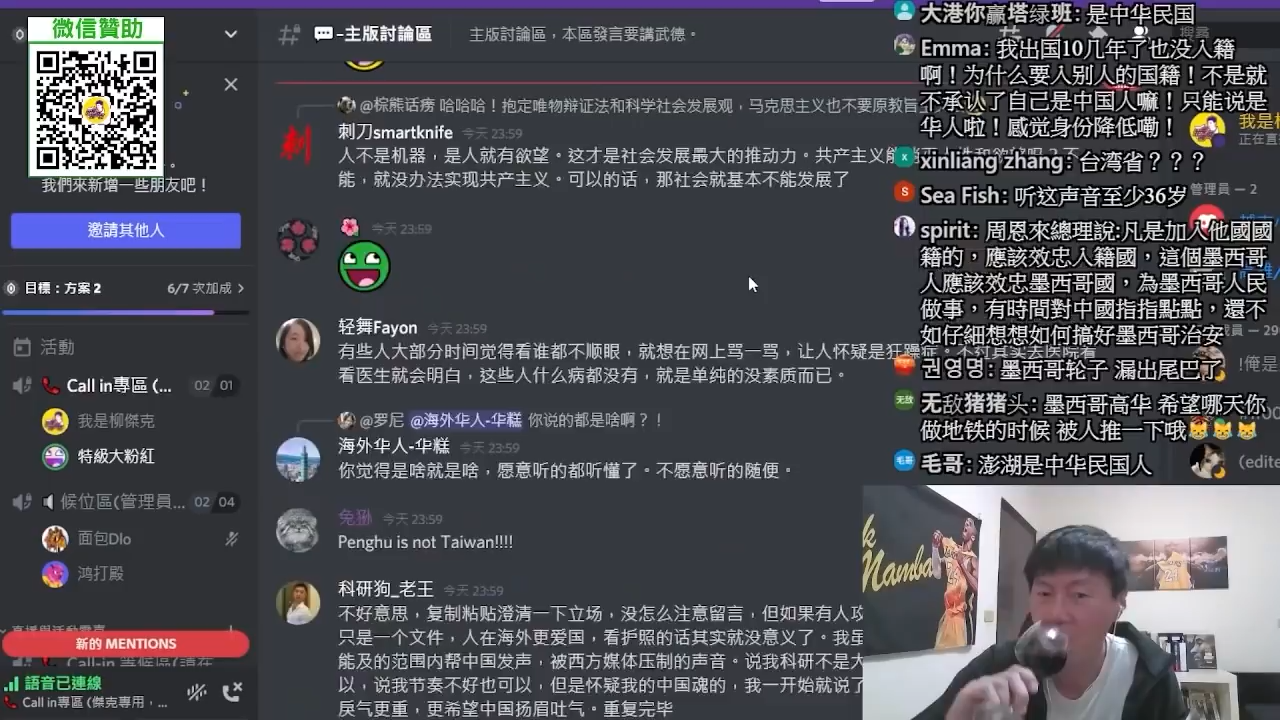 微信贊助
我們來新增一些朋友吧!
邀請其他人
目標:方案 2
6/7 次加成
活動
Call in專區 (... 02 01
我是柳傑克
特級大粉紅
候位區(管理員... 02 04
面包Dlo
鸿打殿
新的 MENTIONS
語音已連線
Call in專區 (傑克專用,...
-主版討論區
主版討論區,本區發言要講武德。
@棕熊话痨 哈哈哈!抱定唯物辩证法和科学社会发展观,马克思主义也不要原教旨
刺刀smartknife 今天 23:59
人不是机器,是人就有欲望。这才是社会发展最大的推动力。共产主义能
能,就没办法实现共产主义。可以的话,那社会就基本不能发展了
今天 23:59
轻舞Fayon 今天 23:59
有些人大部分时间觉得看谁都不顺眼,就想在网上骂一骂,让人怀疑是狂躁症。不过其实去医院看
看医生就会明白,这些人什么病都没有,就是单纯的没素质而已。
@罗尼 @海外华人-华糕 你说的都是啥啊?!
海外华人-华糕 今天 23:59
你觉得是啥就是啥,愿意听的都听懂了。不愿意听的随便。
今天 23:59
Penghu is not Taiwan!!!!
科研狗_老王 今天 23:59
不好意思,复制粘贴澄清一下立场,没怎么注意留言,但如果有人攻
只是一个文件,人在海外更爱国,看护照的话其实就没意义了。我虽
能及的范围内帮中国发声,被西方媒体压制的声音。说我科研不是大
以,说我节奏不好也可以,但是怀疑我的中国魂的,我一开始就说了
戾气更重,更希望中国扬眉吐气。重复完毕
大港你赢塔绿班: 是中华民国
Emma: 我出国10几年了也没入籍
啊!为什么要入别人的国籍!不是就
不承认了自己是中国人嘛!只能说是
华人啦!感觉身份降低嘞!
xinliang zhang: 台湾省???
Sea Fish: 听这声音至少36岁
spirit: 周恩來總理說:凡是加入他國國
籍的,應該效忠入籍國,這個墨西哥
人應該效忠墨西哥國,為墨西哥人民
做事,有時間對中國指指點點,還不
如仔細想想如何搞好墨西哥治安
권영명: 墨西哥轮子 漏出尾巴了
无敌猪猪头: 墨西哥高华 希望哪天你
做地铁的时候 被人推一下哦
毛哥: 澎湖是中华民国人
搜尋
我是
正在直
管理員 — 2
員 — 29
!俺是
(edite
Mamba